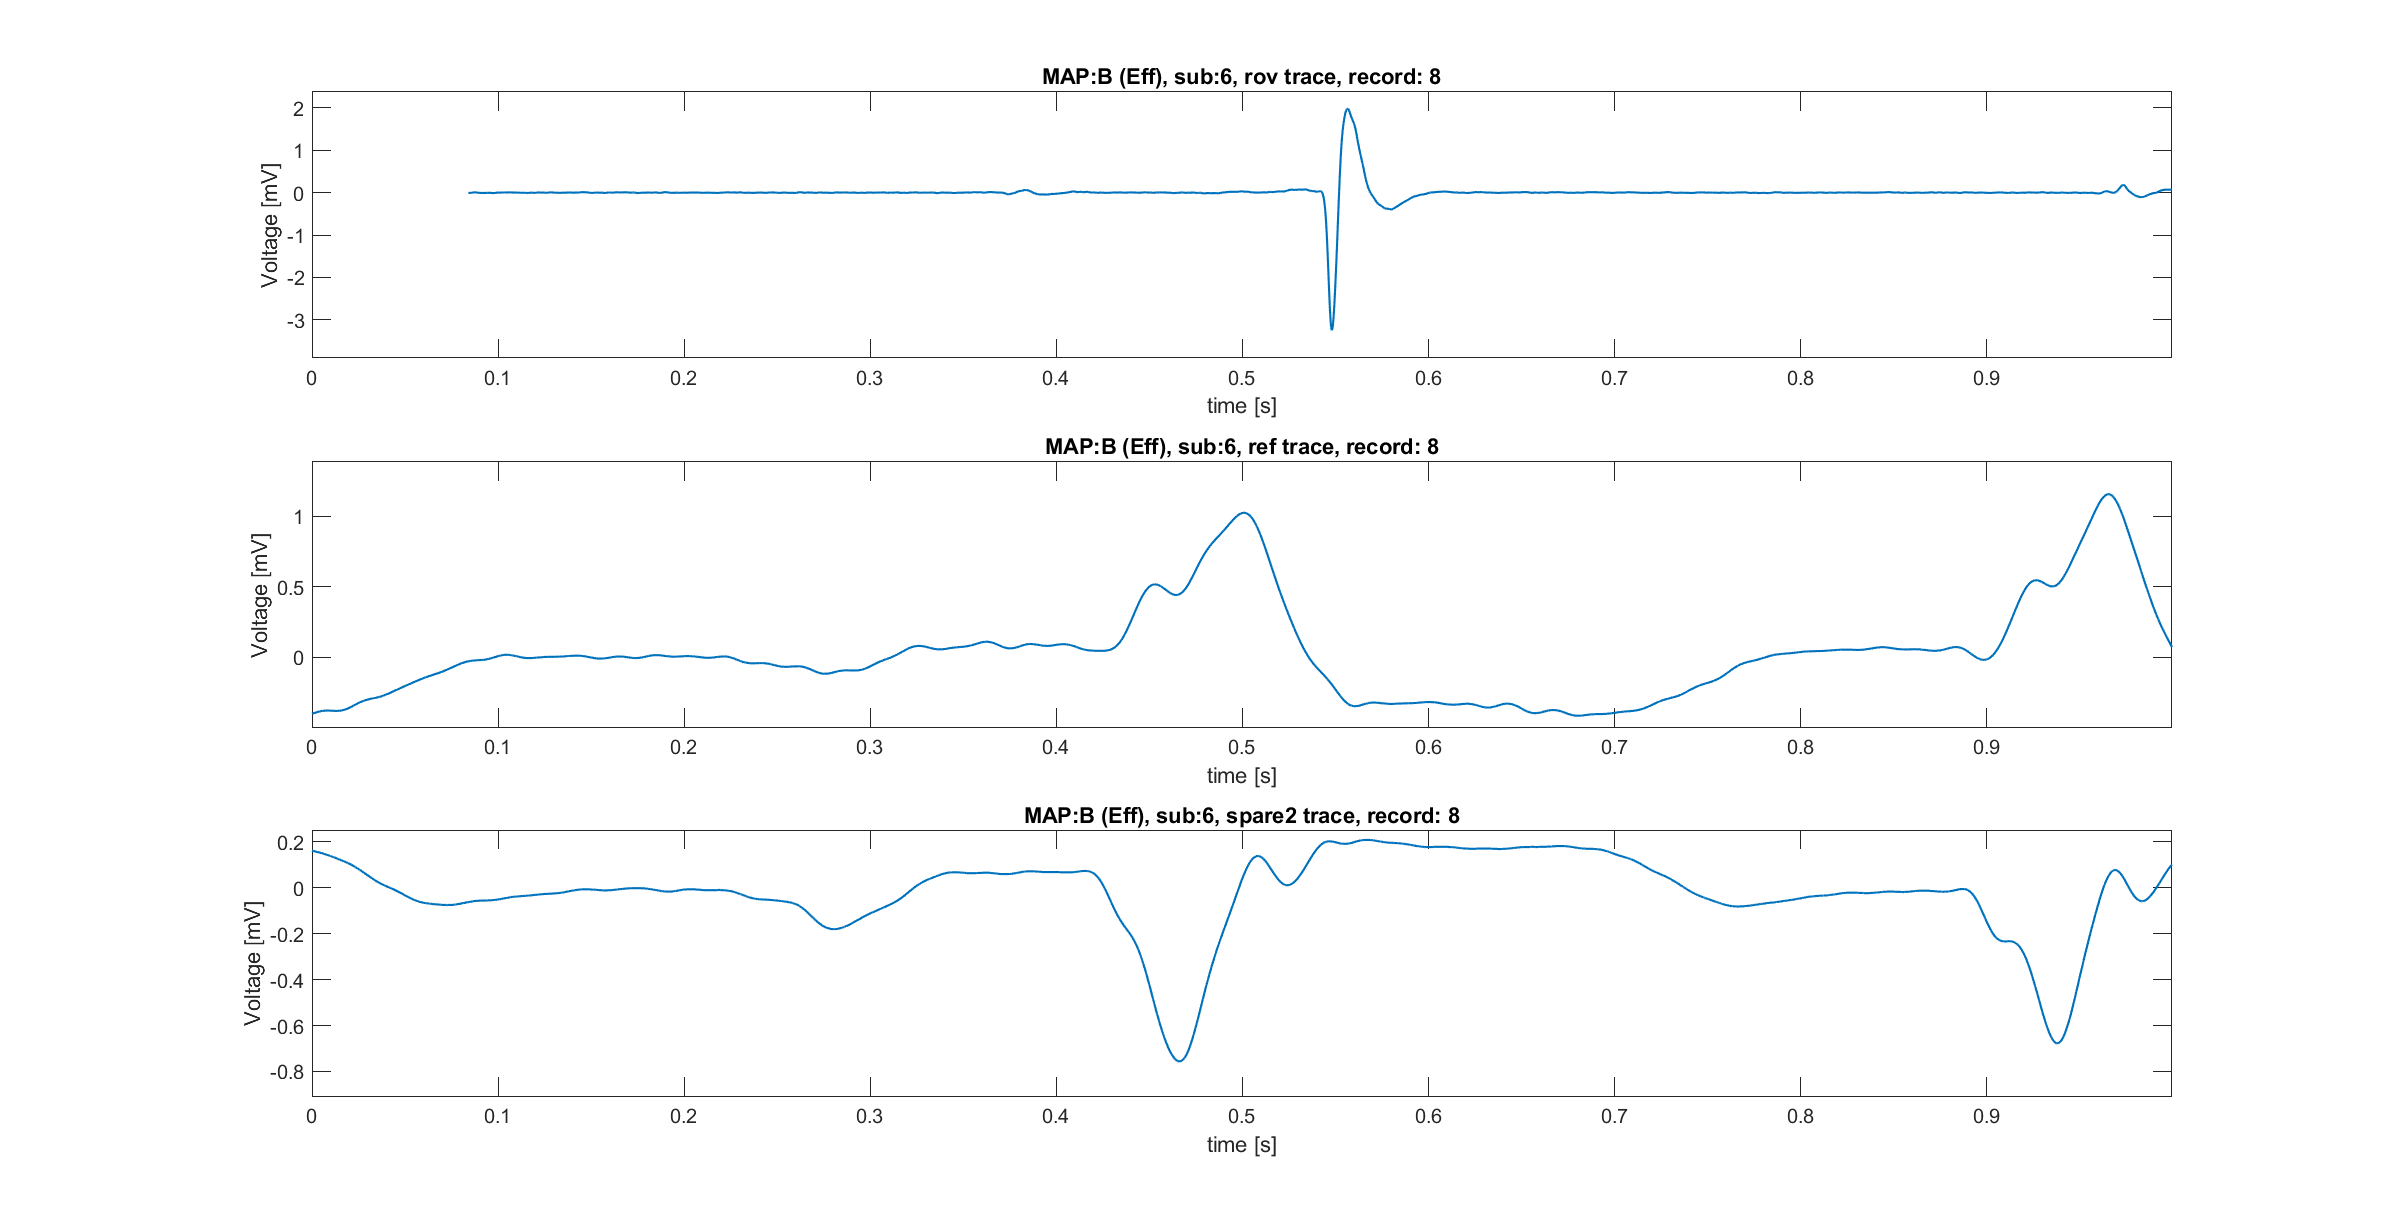 MAP:B (Eff), sub:6, rov trace, record: 8
Voltage [mV]
2
1
0
-1
-2
-3
0 0.1 0.2 0.3 0.4 0.5 0.6 0.7 0.8 0.9
time [s]
MAP:B (Eff), sub:6, ref trace, record: 8
Voltage [mV]
1
0.5
0
0 0.1 0.2 0.3 0.4 0.5 0.6 0.7 0.8 0.9
time [s]
MAP:B (Eff), sub:6, spare2 trace, record: 8
Voltage [mV]
0.2
0
-0.2
-0.4
-0.6
-0.8
0 0.1 0.2 0.3 0.4 0.5 0.6 0.7 0.8 0.9
time [s]